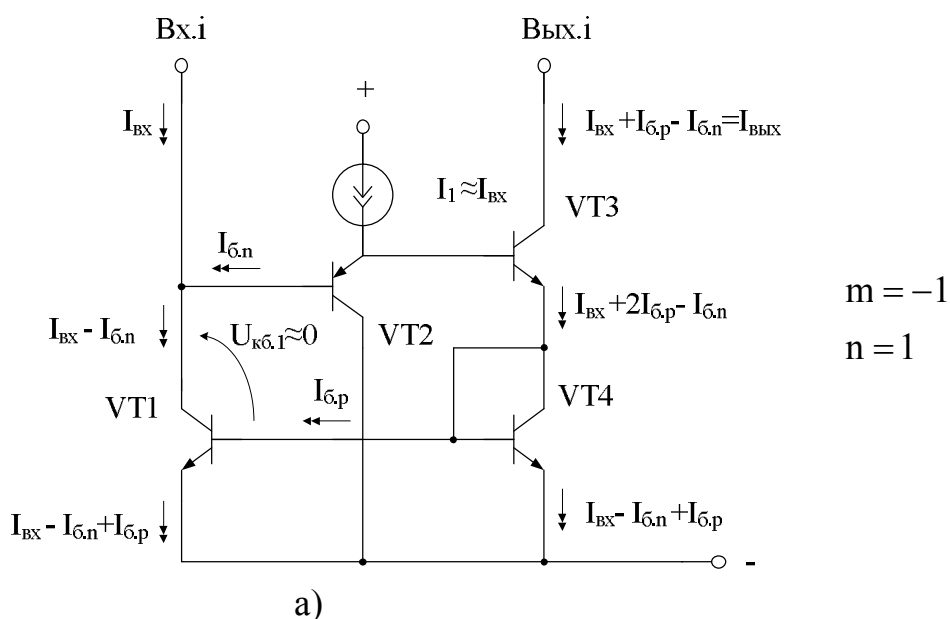 Вх.i
Вых.i
+
Iвх
Iвх +Iб.р- Iб.n=Iвых
I1≈Iвх
VT3
Iб.n
m = −1
Iвх+2Iб.р- Iб.n
n = 1
Iвх - Iб.n
Uкб.1≈0
VT2
Iб.р
VT1
VT4
Iвх - Iб.n+Iб.р
Iвх- Iб.n +Iб.р
-
а)